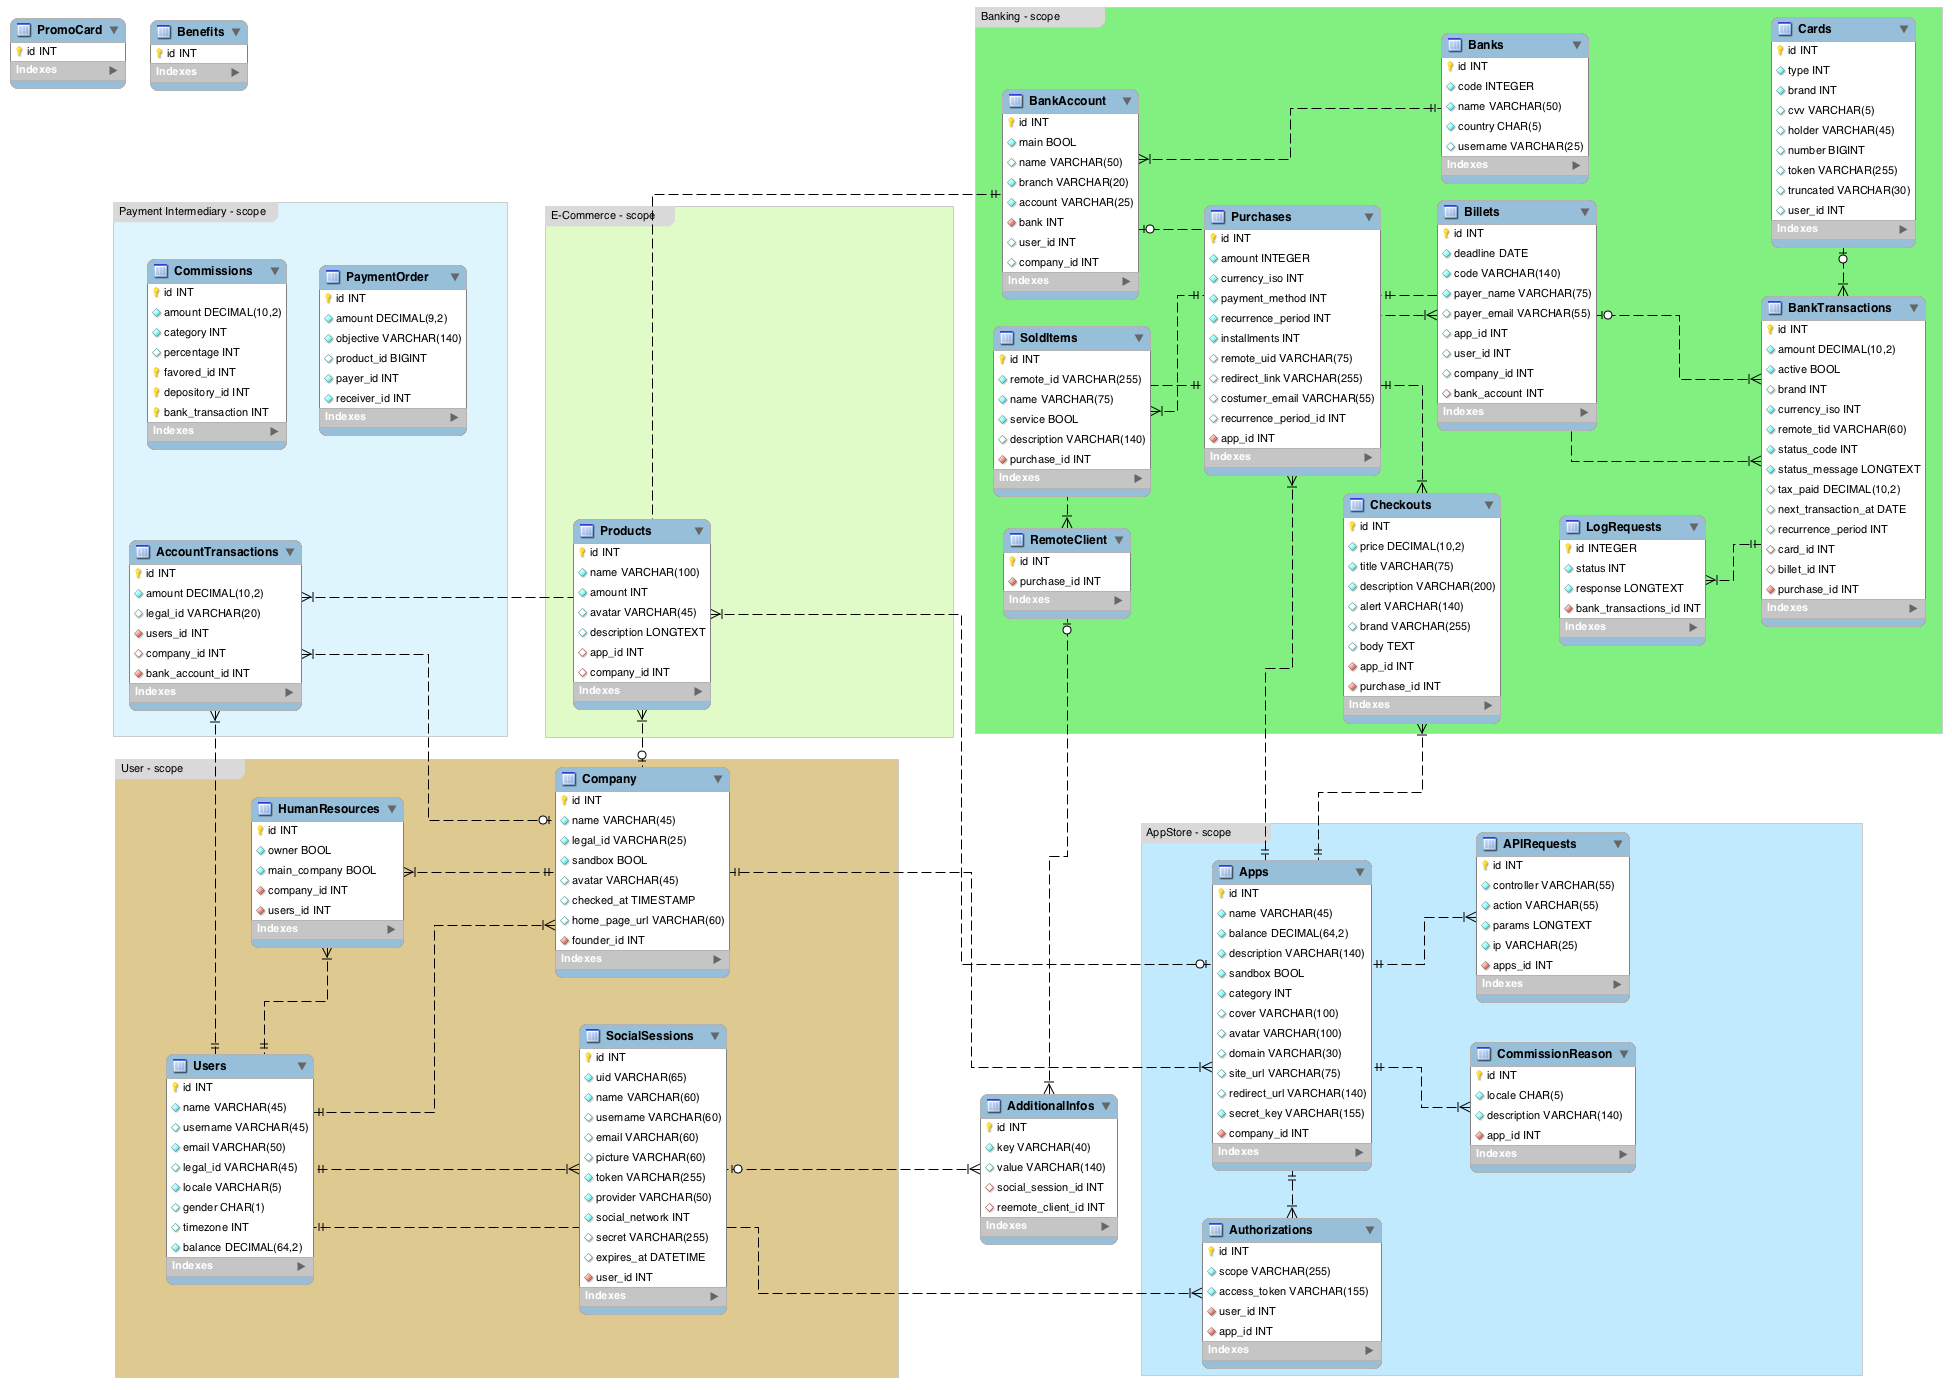 PromoCard
id INT
Indexes
Benefits
id INT
Indexes
Payment Intermediary - scope
Commissions
id INT
amount DECIMAL(10,2)
category INT
percentage INT
favored_id INT
depository_id INT
bank_transaction INT
Indexes
PaymentOrder
id INT
amount DECIMAL(9,2)
objective VARCHAR(140)
product_id BIGINT
payer_id INT
receiver_id INT
Indexes
AccountTransactions
id INT
amount DECIMAL(10,2)
legal_id VARCHAR(20)
users_id INT
company_id INT
bank_account_id INT
Indexes
E-Commerce - scope
Products
id INT
name VARCHAR(100)
amount INT
avatar VARCHAR(45)
description LONGTEXT
app_id INT
company_id INT
Indexes
Banking - scope
BankAccount
id INT
main BOOL
name VARCHAR(50)
branch VARCHAR(20)
account VARCHAR(25)
bank INT
user_id INT
company_id INT
Indexes
Banks
id INT
code INTEGER
name VARCHAR(50)
country CHAR(5)
username VARCHAR(25)
Indexes
Cards
id INT
type INT
brand INT
cvv VARCHAR(5)
holder VARCHAR(45)
number BIGINT
token VARCHAR(255)
truncated VARCHAR(30)
user_id INT
Indexes
Purchases
id INT
amount INTEGER
currency_iso INT
payment_method INT
recurrence_period INT
installments INT
remote_uid VARCHAR(75)
redirect_link VARCHAR(255)
costumer_email VARCHAR(55)
recurrence_period_id INT
app_id INT
Indexes
Billets
id INT
deadline DATE
code VARCHAR(140)
payer_name VARCHAR(75)
payer_email VARCHAR(55)
app_id INT
user_id INT
company_id INT
bank_account INT
Indexes
SoldItems
id INT
remote_id VARCHAR(255)
name VARCHAR(75)
service BOOL
description VARCHAR(140)
purchase_id INT
Indexes
BankTransactions
id INT
amount DECIMAL(10,2)
active BOOL
brand INT
currency_iso INT
remote_tid VARCHAR(60)
status_code INT
status_message LONGTEXT
tax_paid DECIMAL(10,2)
next_transaction_at DATE
recurrence_period INT
card_id INT
billet_id INT
purchase_id INT
Indexes
RemoteClient
id INT
purchase_id INT
Indexes
Checkouts
id INT
price DECIMAL(10,2)
title VARCHAR(75)
description VARCHAR(200)
alert VARCHAR(140)
brand VARCHAR(255)
body TEXT
app_id INT
purchase_id INT
Indexes
LogRequests
id INTEGER
status INT
response LONGTEXT
bank_transactions_id INT
Indexes
User - scope
HumanResources
id INT
owner BOOL
main_company BOOL
company_id INT
users_id INT
Indexes
Company
id INT
name VARCHAR(45)
legal_id VARCHAR(25)
sandbox BOOL
avatar VARCHAR(45)
checked_at TIMESTAMP
home_page_url VARCHAR(60)
founder_id INT
Indexes
Users
id INT
name VARCHAR(45)
username VARCHAR(45)
email VARCHAR(50)
legal_id VARCHAR(45)
locale VARCHAR(5)
gender CHAR(1)
timezone INT
balance DECIMAL(64,2)
Indexes
SocialSessions
id INT
uid VARCHAR(65)
name VARCHAR(60)
username VARCHAR(60)
email VARCHAR(60)
picture VARCHAR(60)
token VARCHAR(255)
provider VARCHAR(50)
social_network INT
secret VARCHAR(255)
expires_at DATETIME
user_id INT
Indexes
AdditionalInfos
id INT
key VARCHAR(40)
value VARCHAR(140)
social_session_id INT
reemote_client_id INT
Indexes
AppStore - scope
Apps
id INT
name VARCHAR(45)
balance DECIMAL(64,2)
description VARCHAR(140)
sandbox BOOL
category INT
cover VARCHAR(100)
avatar VARCHAR(100)
domain VARCHAR(30)
site_url VARCHAR(75)
redirect_url VARCHAR(140)
secret_key VARCHAR(155)
company_id INT
Indexes
APIRequests
id INT
controller VARCHAR(55)
action VARCHAR(55)
params LONGTEXT
ip VARCHAR(25)
apps_id INT
Indexes
CommissionReason
id INT
locale CHAR(5)
description VARCHAR(140)
app_id INT
Indexes
Authorizations
id INT
scope VARCHAR(255)
access_token VARCHAR(155)
user_id INT
app_id INT
Indexes